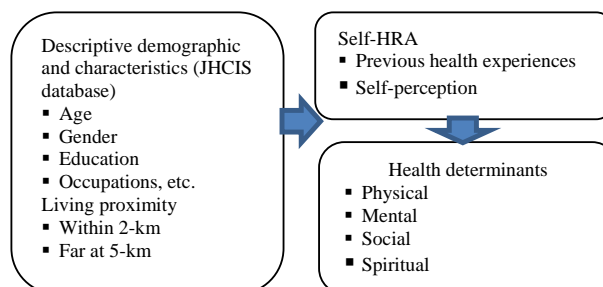 Descriptive demographic
and characteristics (JHCIS
database)
▪ Age
▪ Gender
▪ Education
▪ Occupations, etc.
Living proximity
▪ Within 2-km
▪ Far at 5-km
Self-HRA
▪ Previous health experiences
▪ Self-perception
Health determinants
▪ Physical
▪ Mental
▪ Social
▪ Spiritual